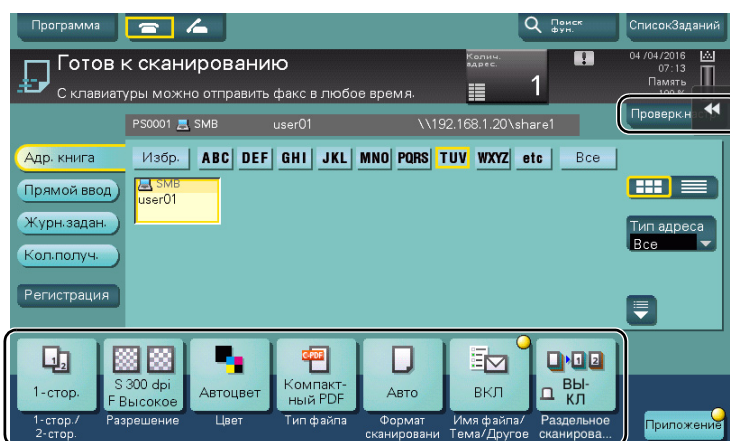 Программа
Поиск
фун.
СписокЗаданий
Готов к сканированию
С клавиатуры можно отправить факс в любое время.
Колич.
адрес.
1
04/04/2016
07:13
Память
100 %
PS0001 SMB user01 \\192.168.1.20\share1
Проверк.н
Адр. книга
Избр. ABC DEF GHI JKL MNO PQRS TUV WXYZ etc Все
SMB
user01
Прямой ввод
Журн.задан.
Кол.получ.
Регистрация
Тип адреса
Все
1-стор.
1-стор./
2-стор.
S 300 dpi
F Высокое
Разрешение
Автоцвет
Цвет
C-PDF
Компакт-
ный PDF
Тип файла
Авто
Формат
сканировани
ВКЛ
Имя файла/
Тема/Другое
1 2
ВЫ-
КЛ
Раздельное
сканирова...
Приложение